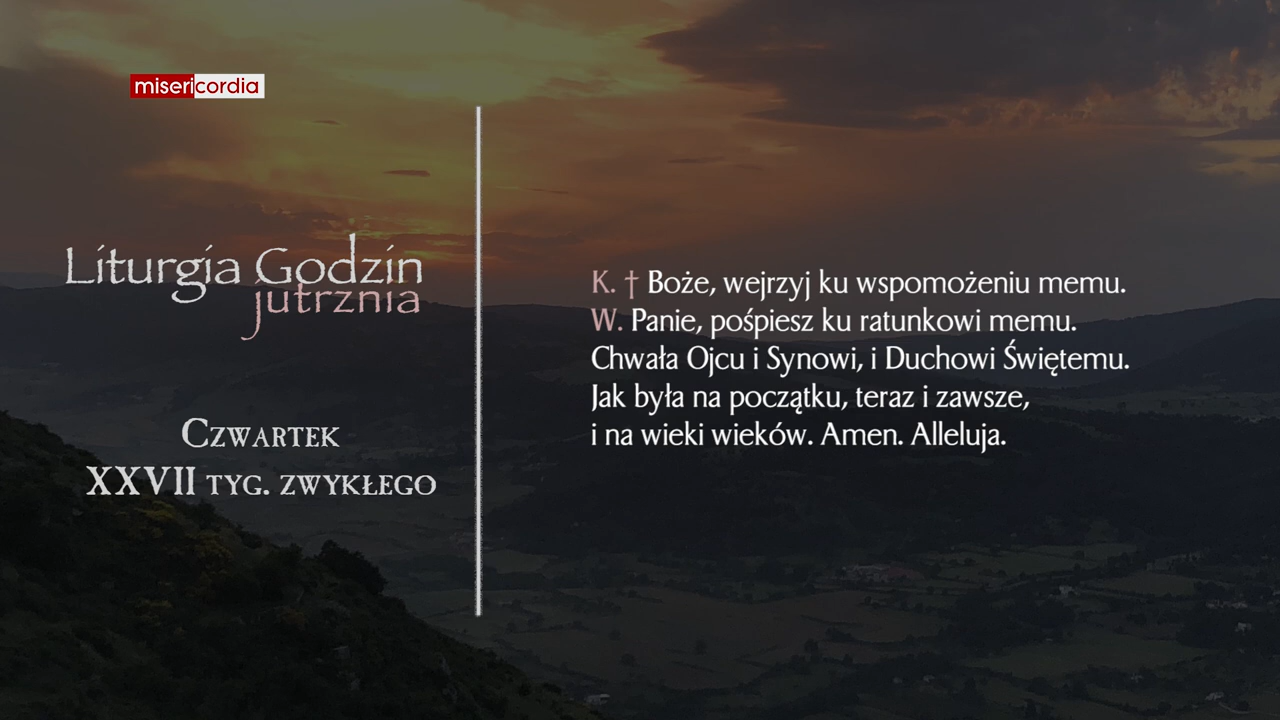 misericordia
Liturgia Godzin
jutrznia
Czwartek
XXVII tyg. zwykłego
K. † Boże, wejrzyj ku wspomożeniu memu.
W. Panie, pośpiesz ku ratunkowi memu.
Chwała Ojcu i Synowi, i Duchowi Świętemu.
Jak była na początku, teraz i zawsze,
i na wieki wieków. Amen. Alleluja.